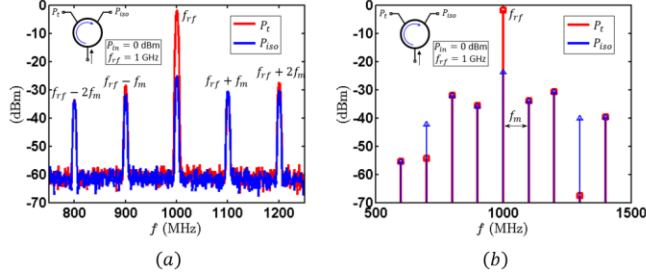 0
-10
-20
-30
-40
-50
-60
-70
(dBm)
P_t
P_iso
P_in = 0 dBm
f_rf = 1 GHz
f_rf
P_t
P_iso
f_rf − 2f_m
f_rf − f_m
f_rf + f_m
f_rf + 2f_m
800 900 1000 1100 1200
f (MHz)
(a)
0
-10
-20
-30
-40
-50
-60
-70
(dBm)
P_t
P_iso
P_in = 0 dBm
f_rf = 1 GHz
f_rf
P_t
P_iso
f_m
500 1000 1500
f (MHz)
(b)